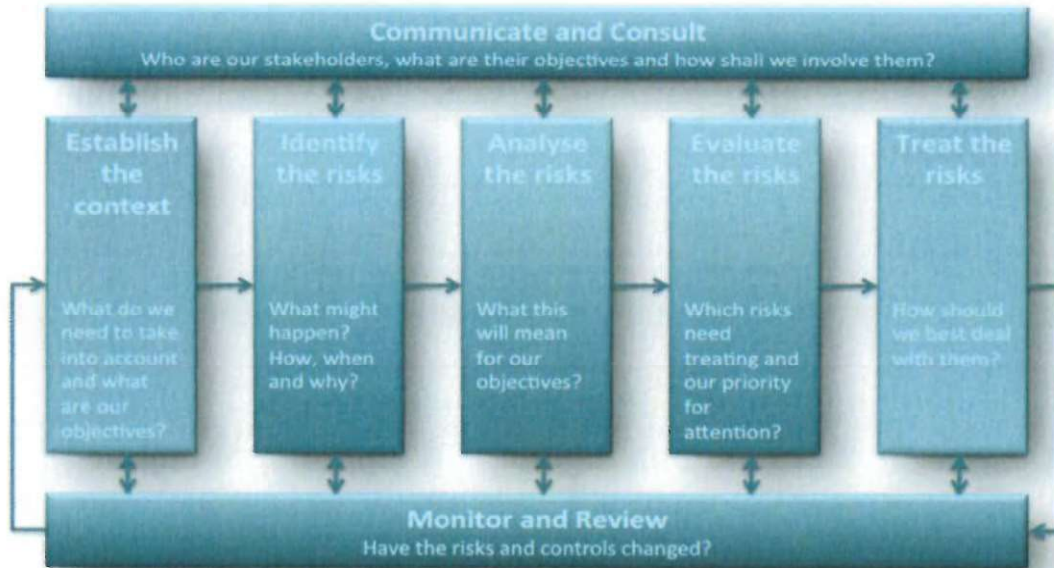 Communicate and Consult
Who are our stakeholders, what are their objectives and how shall we involve them?
Establish
the
context
What do we
need to take
into account
and what
are our
objectives?
Identify
the risks
What might
happen?
How, when
and why?
Analyse
the risks
What this
will mean
for our
objectives?
Evaluate
the risks
Which risks
need
treating and
our priority
for
attention?
Treat the
risks
How should
we best deal
with them?
Monitor and Review
Have the risks and controls changed?